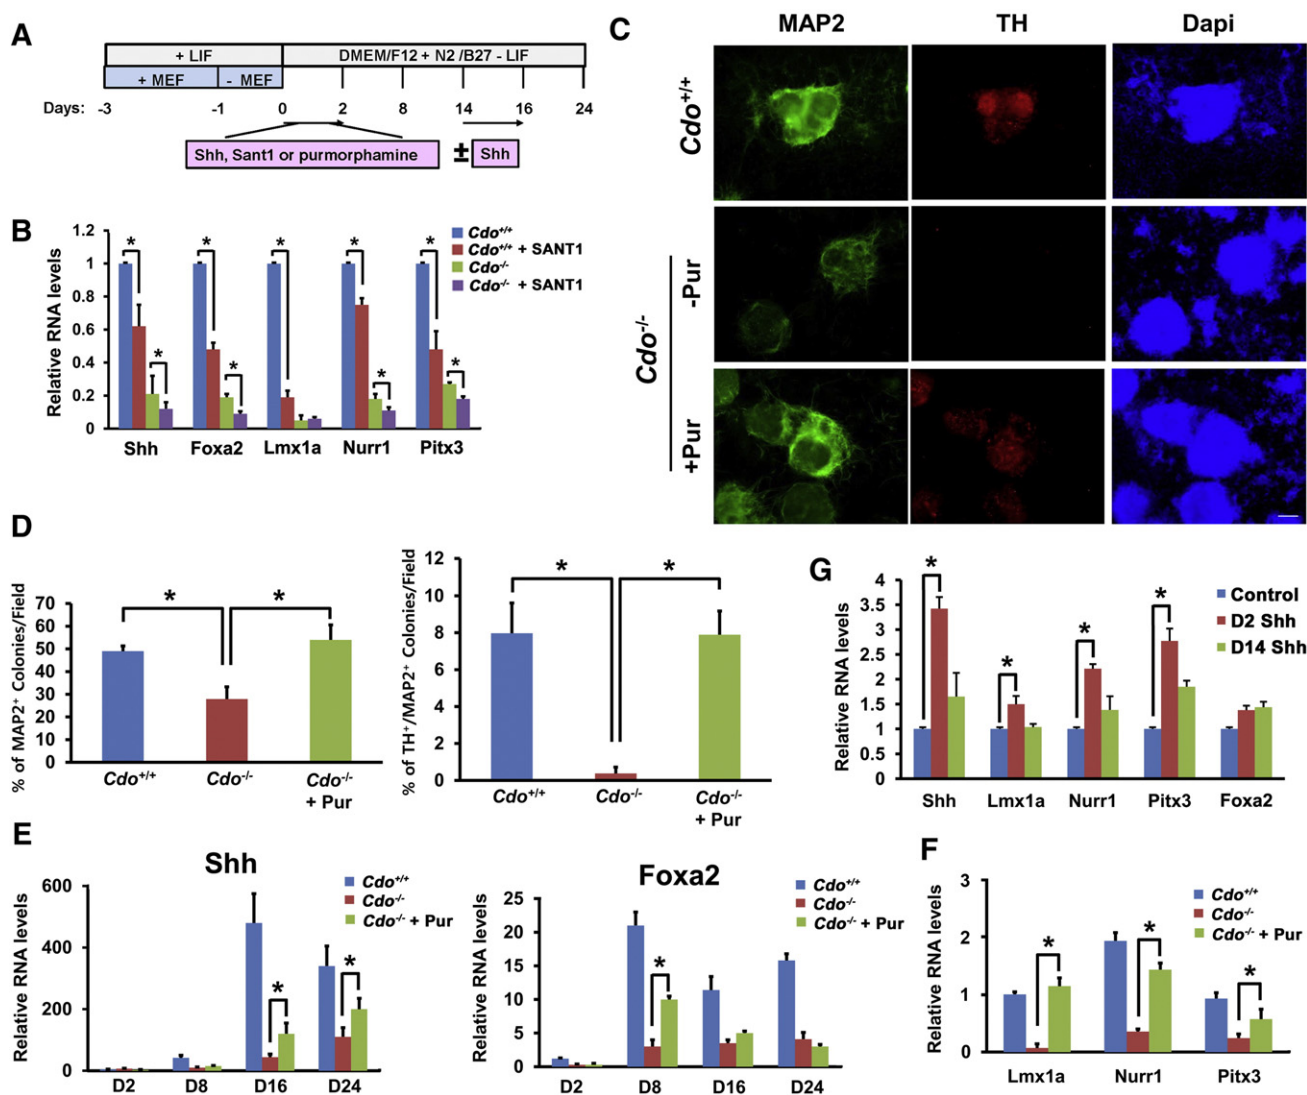 A
+ LIF
DMEM/F12 + N2 /B27 - LIF
+ MEF
- MEF
Days: -3 -1 0 2 8 14 16 24
Shh, Sant1 or purmorphamine
± Shh
B
Relative RNA levels
1.2
1
0.8
0.6
0.4
0.2
0
* * * * *
* * * *
Cdo+/+
Cdo+/+ + SANT1
Cdo-/-
Cdo-/- + SANT1
Shh Foxa2 Lmx1a Nurr1 Pitx3
C
MAP2 TH Dapi
Cdo+/+
Cdo-/-
-Pur
+Pur
D
% of MAP2+ Colonies/Field
70
60
50
40
30
20
10
0
* *
Cdo+/+ Cdo-/- Cdo-/-
+ Pur
% of TH+/MAP2+ Colonies/Field
12
10
8
6
4
2
0
* *
Cdo+/+ Cdo-/- Cdo-/-
+ Pur
E
Shh
Relative RNA levels
600
400
200
0
* *
Cdo+/+
Cdo-/-
Cdo-/- + Pur
D2 D8 D16 D24
Foxa2
Relative RNA levels
25
20
15
10
5
0
*
Cdo+/+
Cdo-/-
Cdo-/- + Pur
D2 D8 D16 D24
G
Relative RNA levels
4
3.5
3
2.5
2
1.5
1
0.5
0
* * * *
Control
D2 Shh
D14 Shh
Shh Lmx1a Nurr1 Pitx3 Foxa2
F
Relative RNA levels
3
2
1
0
* * *
Cdo+/+
Cdo-/-
Cdo-/- + Pur
Lmx1a Nurr1 Pitx3